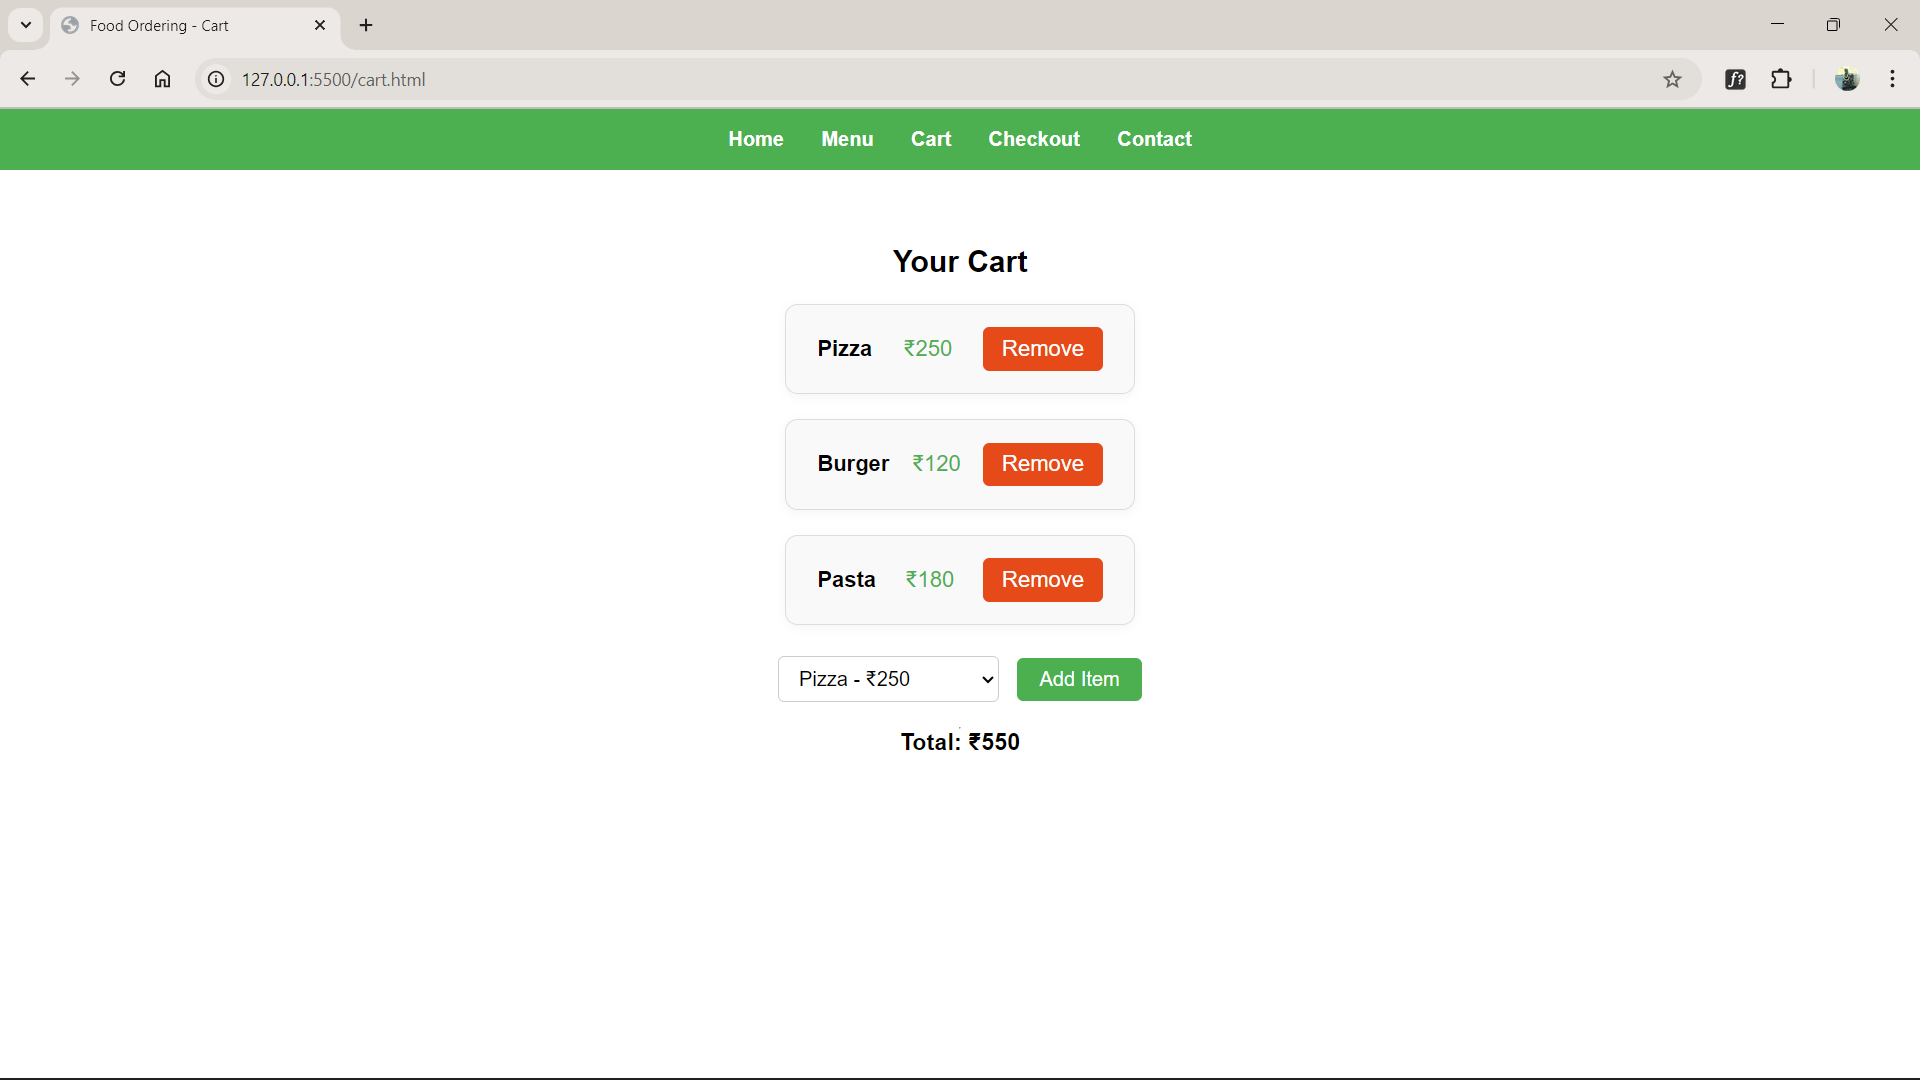 Food Ordering - Cart
127.0.0.1:5500/cart.html
f?
Home Menu Cart Checkout Contact
Your Cart
Pizza ₹250 Remove
Burger ₹120 Remove
Pasta ₹180 Remove
Pizza - ₹250 Add Item
Total: ₹550